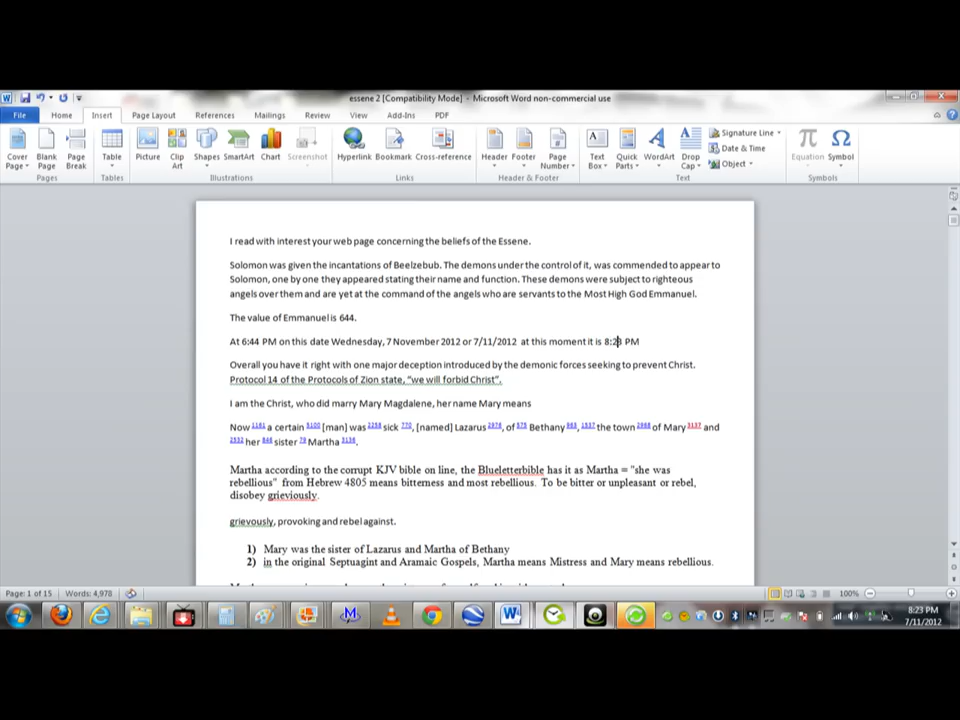 essene 2 [Compatibility Mode] - Microsoft Word non-commercial use
File Home Insert Page Layout References Mailings Review View Add-Ins PDF
Cover Page Blank Page Page Break Table Picture Clip Art Shapes SmartArt Chart Screenshot Hyperlink Bookmark Cross-reference Header Footer Page Number Text Box Quick Parts WordArt Drop Cap Signature Line Date & Time Object Equation Symbol
Pages Tables Illustrations Links Header & Footer Text Symbols
I read with interest your web page concerning the beliefs of the Essene.
Solomon was given the incantations of Beelzebub. The demons under the control of it, was commended to appear to
Solomon, one by one they appeared stating their name and function. These demons were subject to righteous
angels over them and are yet at the command of the angels who are servants to the Most High God Emmanuel.
The value of Emmanuel is 644.
At 6:44 PM on this date Wednesday, 7 November 2012 or 7/11/2012 at this moment it is 8:23 PM
Overall you have it right with one major deception introduced by the demonic forces seeking to prevent Christ.
Protocol 14 of the Protocols of Zion state, "we will forbid Christ".
I am the Christ, who did marry Mary Magdalene, her name Mary means
Now 1161 a certain 5100 [man] was 2258 sick 770, [named] Lazarus 2976, of 575 Bethany 963, 1537 the town 2968 of Mary 3137 and
2532 her 846 sister 79 Martha 3136.
Martha according to the corrupt KJV bible on line, the Blueletterbible has it as Martha = "she was
rebellious" from Hebrew 4805 means bitterness and most rebellious. To be bitter or unpleasant or rebel,
disobey grieviously.
grievously, provoking and rebel against.
1) Mary was the sister of Lazarus and Martha of Bethany
2) in the original Septuagint and Aramaic Gospels, Martha means Mistress and Mary means rebellious.
Page: 1 of 15 Words: 4,978 100%
8:23 PM
7/11/2012